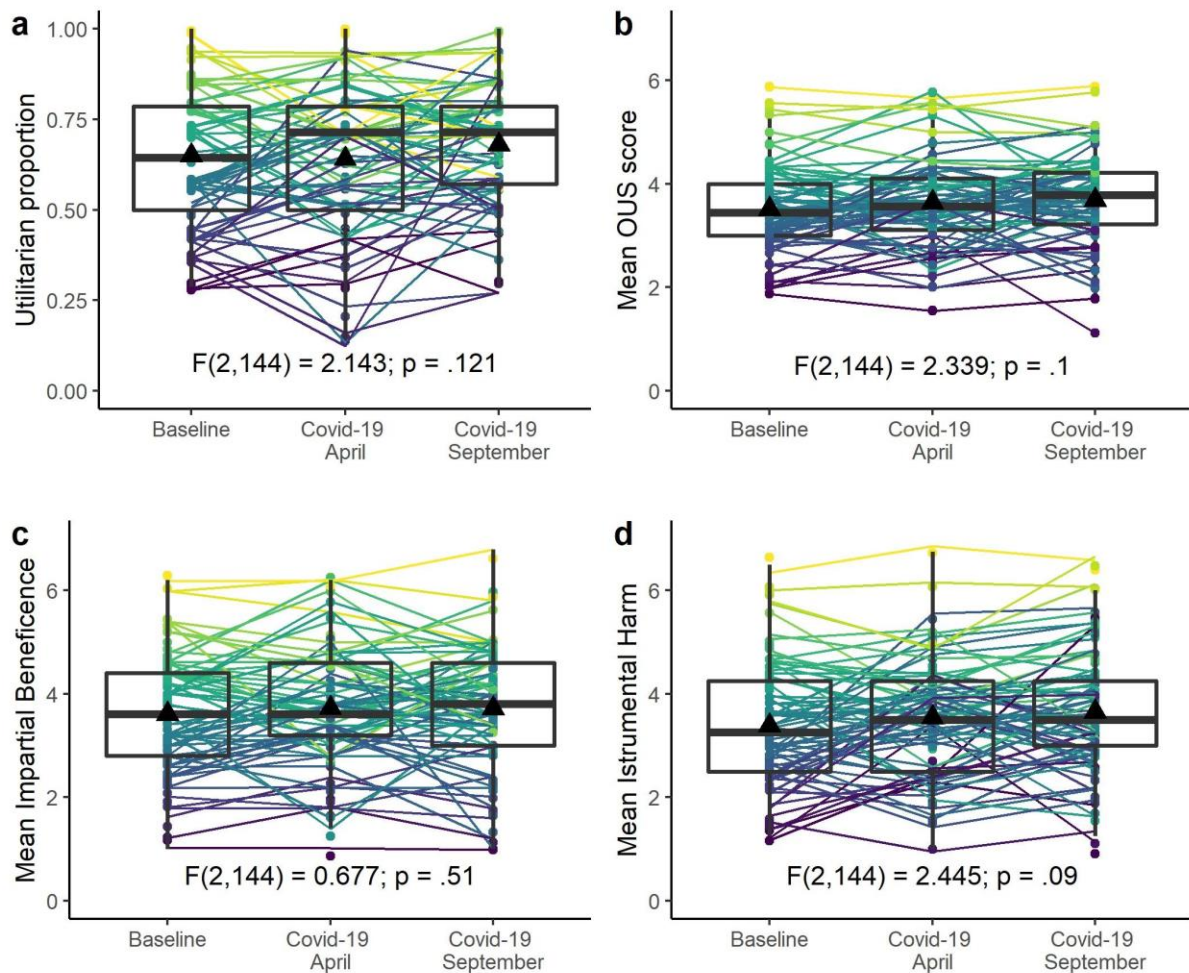 a
1.00
0.75
0.50
0.25
0.00
Utilitarian proportion
F(2,144) = 2.143; p = .121
Baseline
Covid-19
April
Covid-19
September
b
6
4
2
0
Mean OUS score
F(2,144) = 2.339; p = .1
Baseline
Covid-19
April
Covid-19
September
c
6
4
2
0
Mean Impartial Beneficence
F(2,144) = 0.677; p = .51
Baseline
Covid-19
April
Covid-19
September
d
6
4
2
0
Mean Istrumental Harm
F(2,144) = 2.445; p = .09
Baseline
Covid-19
April
Covid-19
September